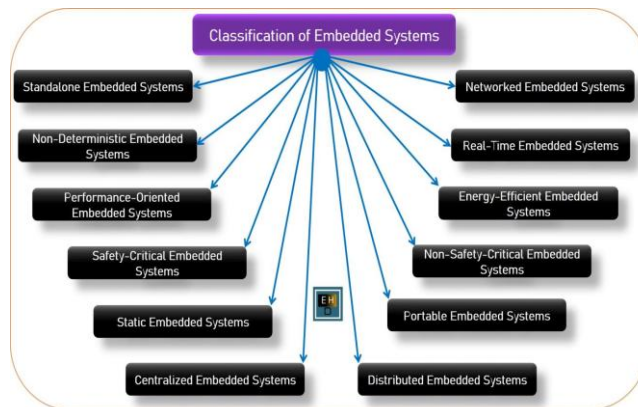 Classification of Embedded Systems
Standalone Embedded Systems
Networked Embedded Systems
Non-Deterministic Embedded
Systems
Real-Time Embedded Systems
Performance-Oriented
Embedded Systems
Energy-Efficient Embedded
Systems
Safety-Critical Embedded
Systems
Non-Safety-Critical Embedded
Systems
Static Embedded Systems
EH
Portable Embedded Systems
Centralized Embedded Systems
Distributed Embedded Systems